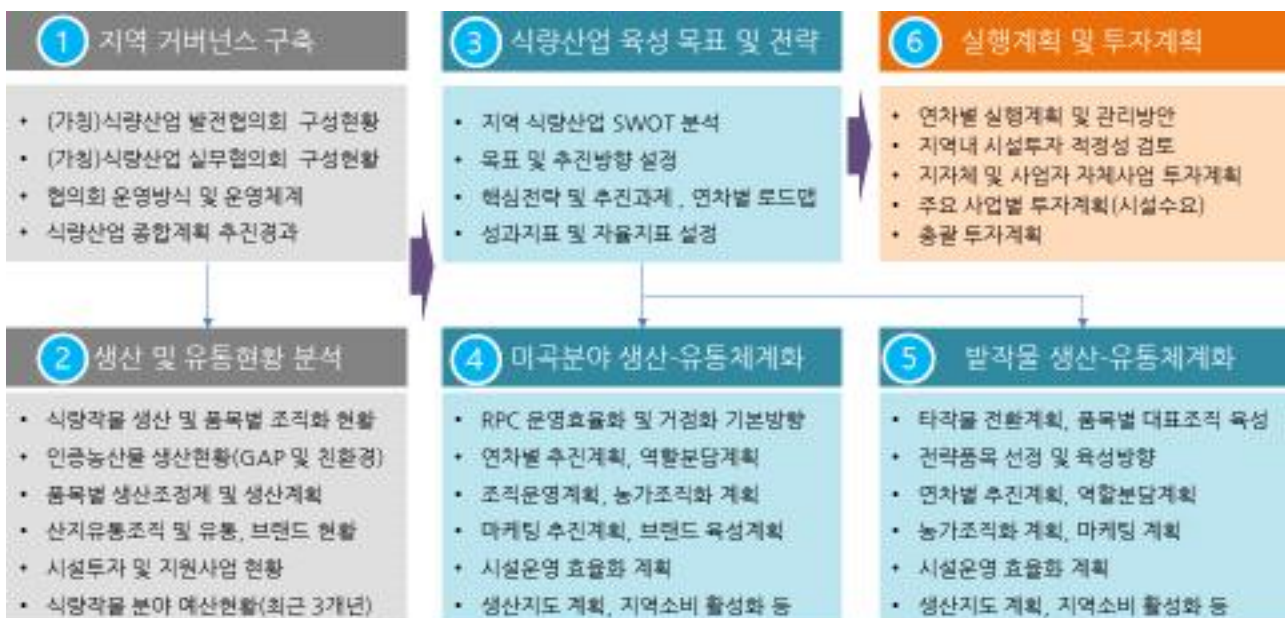 1 지역 거버넌스 구축
• (가칭)식량산업 발전협의회 구성현황
• (가칭)식량산업 실무협의회 구성현황
• 협의회 운영방식 및 운영체계
• 식량산업 종합계획 추진경과
2 생산 및 유통현황 분석
• 식량작물 생산 및 품목별 조직화 현황
• 인증농산물 생산현황(GAP 및 친환경)
• 품목별 생산조정제 및 생산계획
• 산지유통조직 및 유통, 브랜드 현황
• 시설투자 및 지원사업 현황
• 식량작물 분야 예산현황(최근 3개년)
3 식량산업 육성 목표 및 전략
• 지역 식량산업 SWOT 분석
• 목표 및 추진방향 설정
• 핵심전략 및 추진과제 , 연차별 로드맵
• 성과지표 및 자율지표 설정
4 미곡분야 생산-유통체계화
• RPC 운영효율화 및 거점화 기본방향
• 연차별 추진계획, 역할분담계획
• 조직운영계획, 농가조직화 계획
• 마케팅 추진계획, 브랜드 육성계획
• 시설운영 효율화 계획
• 생산지도 계획, 지역소비 활성화 등
5 밭작물 생산-유통체계화
• 타작물 전환계획, 품목별 대표조직 육성
• 전략품목 선정 및 육성방향
• 연차별 추진계획, 역할분담계획
• 농가조직화 계획, 마케팅 계획
• 시설운영 효율화 계획
• 생산지도 계획, 지역소비 활성화 등
6 실행계획 및 투자계획
• 연차별 실행계획 및 관리방안
• 지역내 시설투자 적정성 검토
• 지자체 및 사업자 자체사업 투자계획
• 주요 사업별 투자계획(시설수요)
• 총괄 투자계획